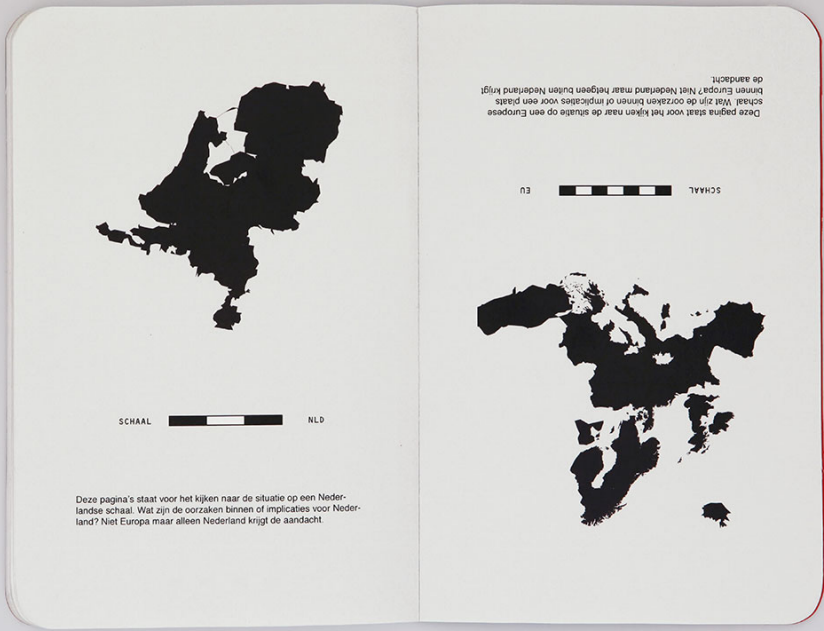 SCHAAL NLD
Deze pagina's staat voor het kijken naar de situatie op een Neder-
landse schaal. Wat zijn de oorzaken binnen of implicaties voor Neder-
land? Niet Europa maar alleen Nederland krijgt de aandacht.
SCHAAL EU
Deze pagina staat voor het kijken naar de situatie op een Europese
schaal. Wat zijn de oorzaken binnen of implicaties voor een plaats
binnen Europa? Niet Nederland maar hetgeen buiten Nederland krijgt
de aandacht.